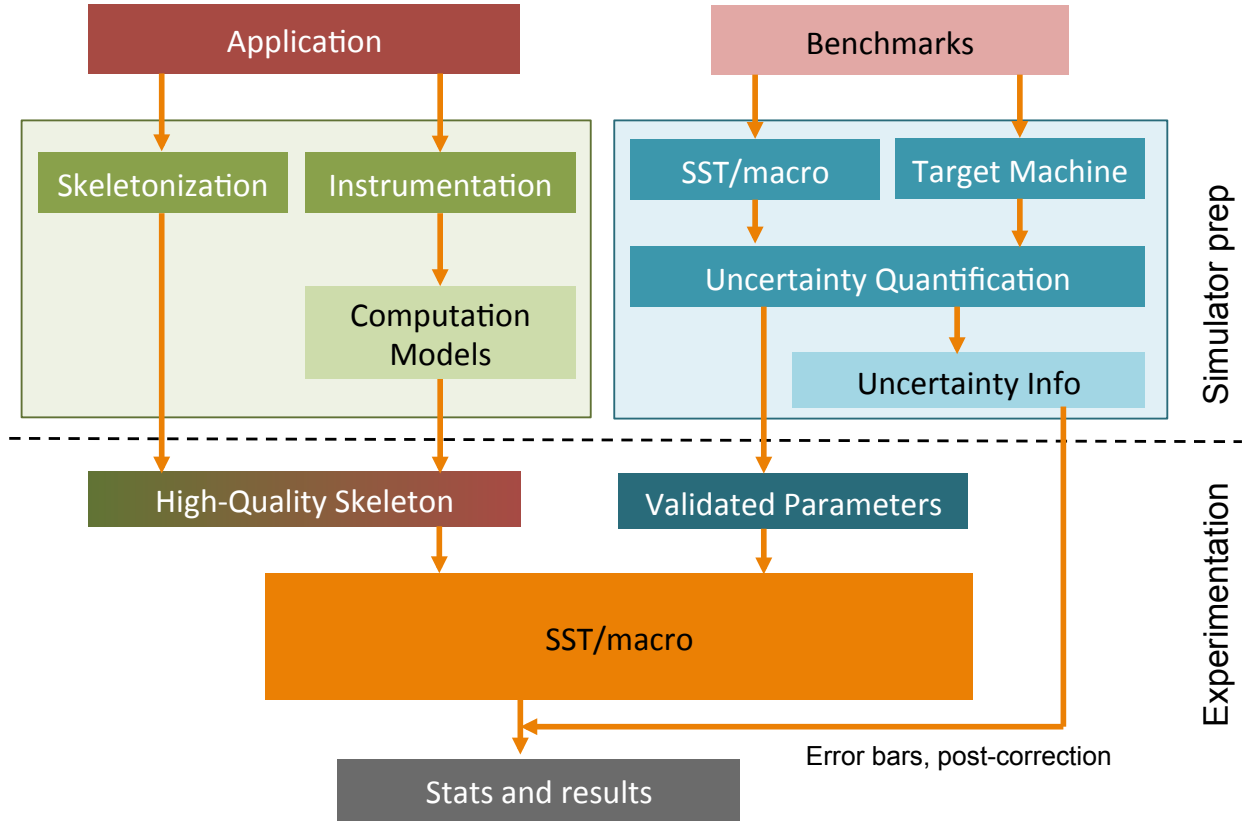 Application
Benchmarks
Skeletonization
Instrumentation
SST/macro
Target Machine
Uncertainty Quantification
Computation
Models
Uncertainty Info
Simulator prep
High-Quality Skeleton
Validated Parameters
SST/macro
Experimentation
Error bars, post-correction
Stats and results